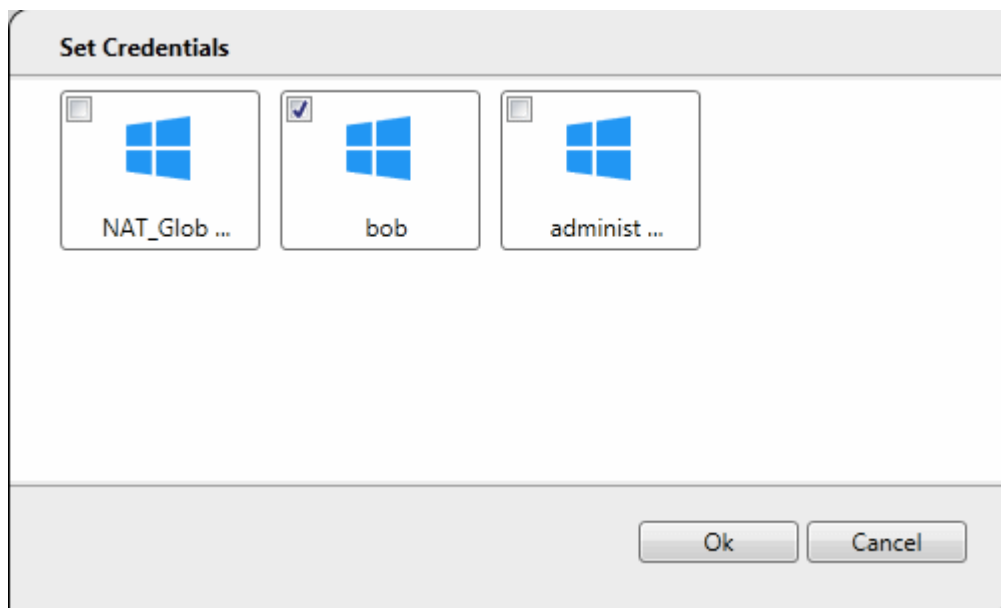 Set Credentials
NAT_Glob ...
bob
administ ...
Ok
Cancel